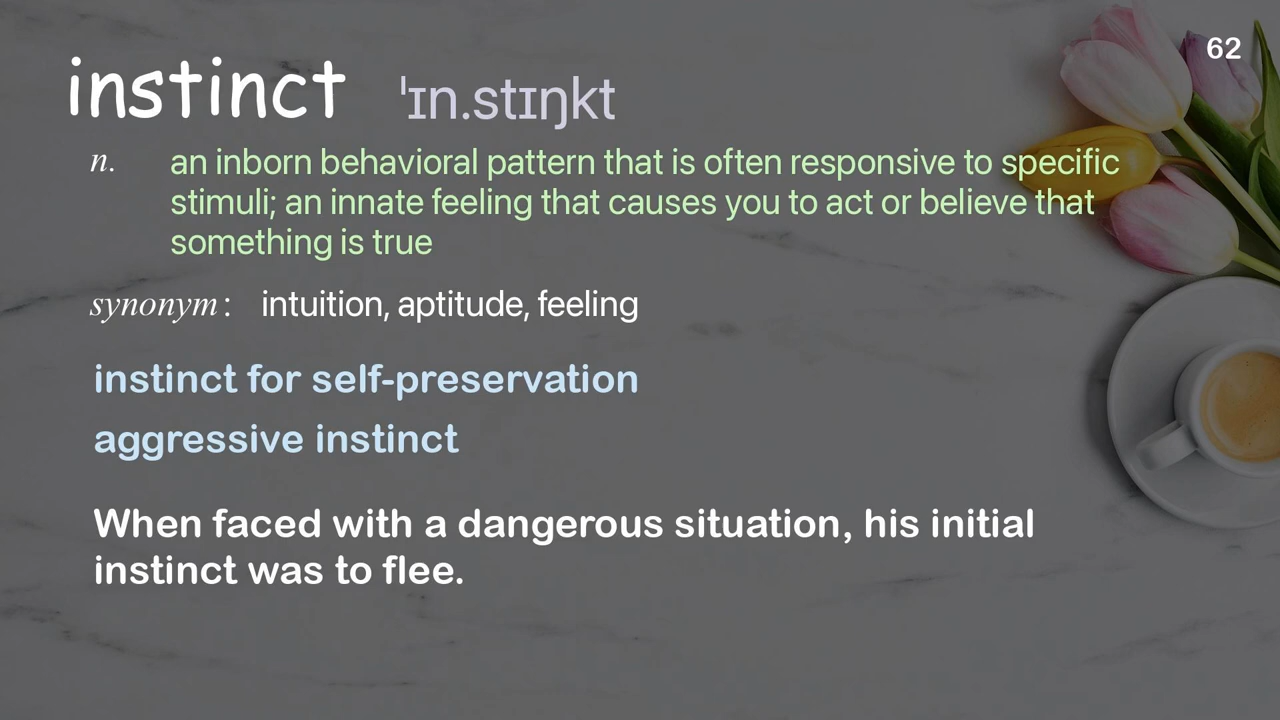 62
instinct ˈɪn.stɪŋkt
n. an inborn behavioral pattern that is often responsive to specific
stimuli; an innate feeling that causes you to act or believe that
something is true
synonym: intuition, aptitude, feeling
instinct for self-preservation
aggressive instinct
When faced with a dangerous situation, his initial
instinct was to flee.